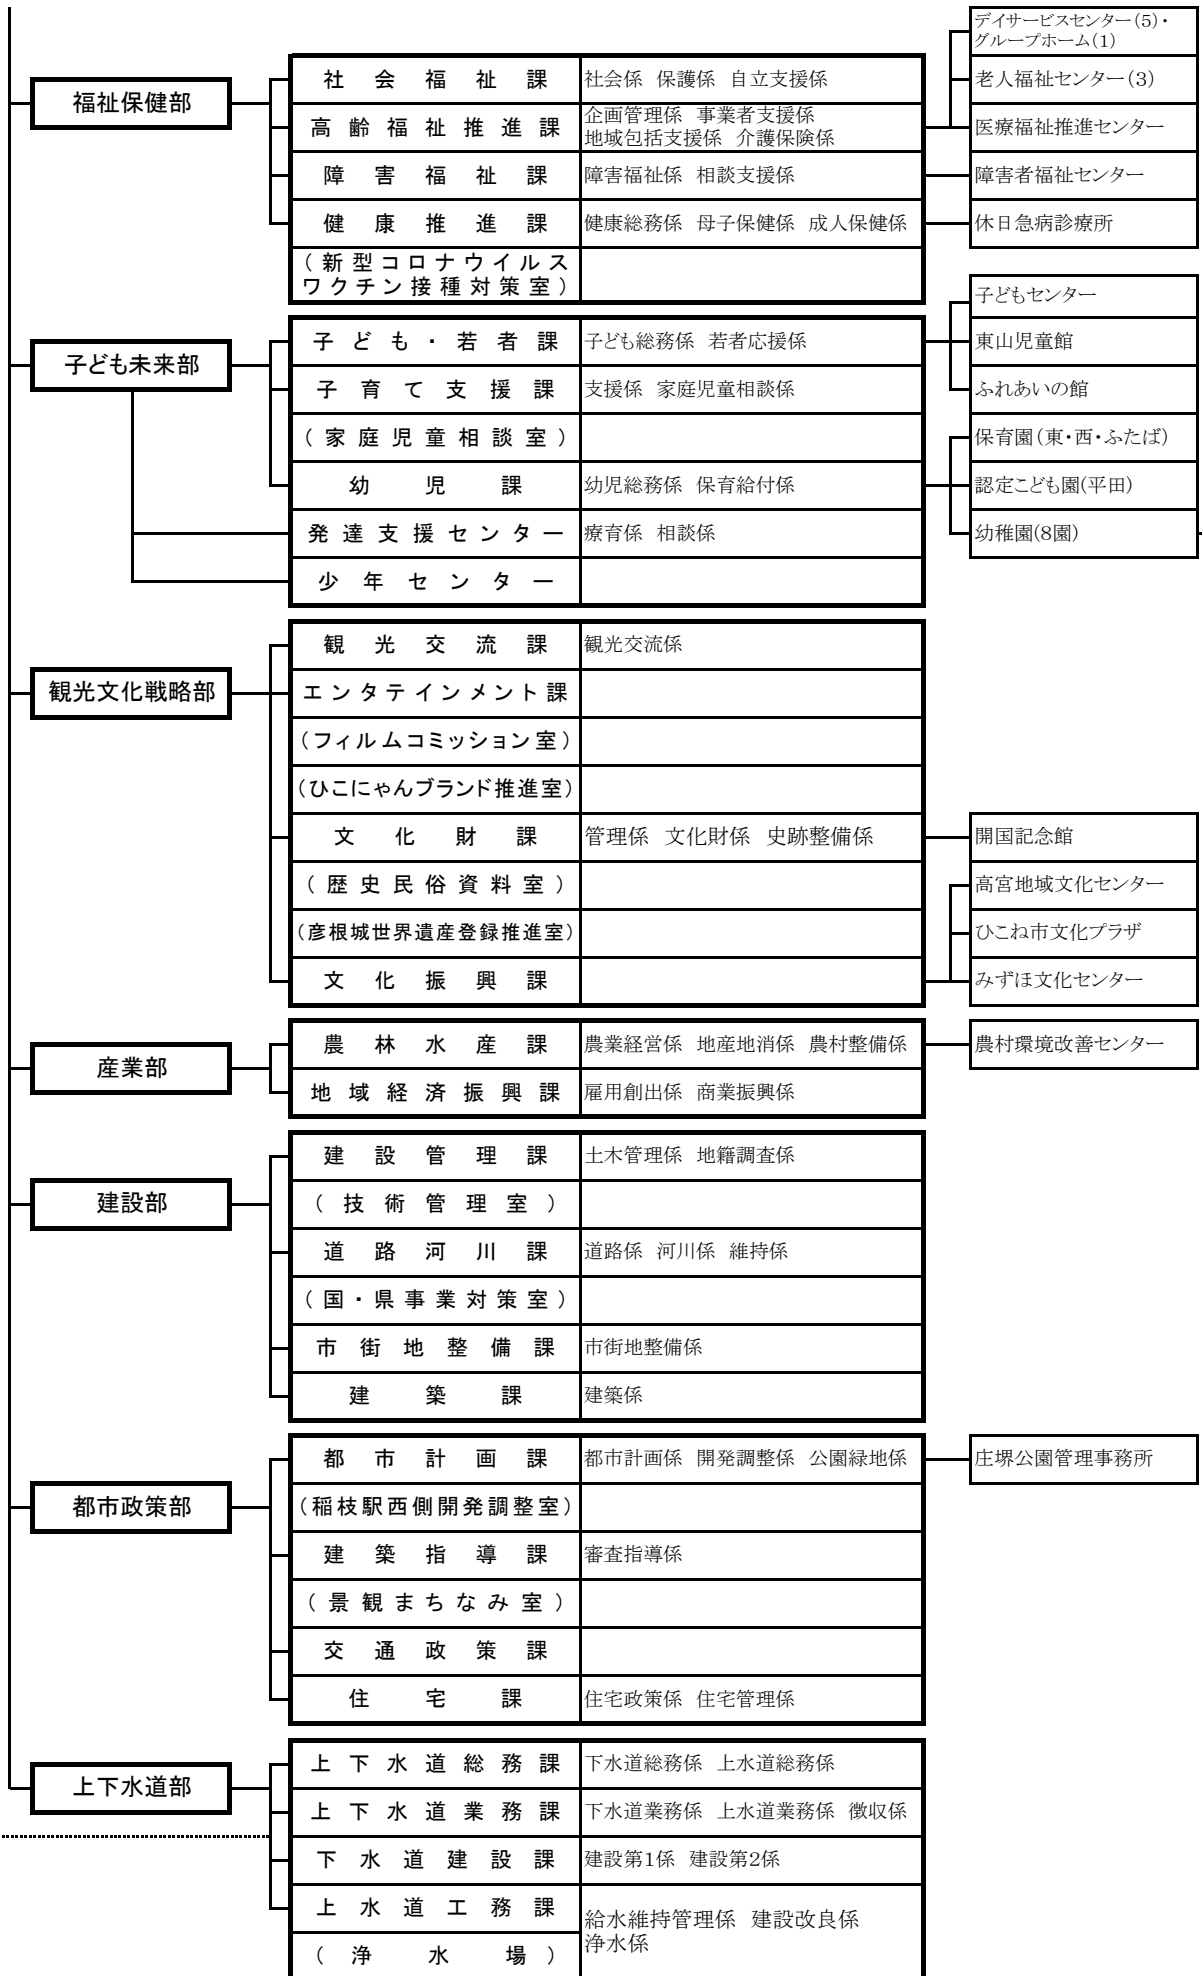 デイサービスセンター(5)・
グループホーム(1)
福祉保健部
社会福祉課 社会係 保護係 自立支援係 老人福祉センター(3)
高齢福祉推進課 企画管理係 事業者支援係
地域包括支援係 介護保険係
医療福祉推進センター
障害福祉課 障害福祉係 相談支援係 障害者福祉センター
健康推進課 健康総務係 母子保健係 成人保健係 休日急病診療所
(新型コロナウイルス
ワクチン接種対策室)
子どもセンター
子ども未来部
子ども・若者課 子ども総務係 若者応援係 東山児童館
子育て支援課 支援係 家庭児童相談係 ふれあいの館
(家庭児童相談室) 保育園(東・西・ふたば)
幼児課 幼児総務係 保育給付係 認定こども園(平田)
発達支援センター 療育係 相談係 幼稚園(8園)
少年センター
観光文化戦略部
観光交流課 観光交流係
エンタテインメント課
(フィルムコミッション室)
(ひこにゃんブランド推進室)
文化財課 管理係 文化財係 史跡整備係 開国記念館
(歴史民俗資料室) 高宮地域文化センター
(彦根城世界遺産登録推進室) ひこね市文化プラザ
文化振興課 みずほ文化センター
産業部
農林水産課 農業経営係 地産地消係 農村整備係 農村環境改善センター
地域経済振興課 雇用創出係 商業振興係
建設部
建設管理課 土木管理係 地籍調査係
(技術管理室)
道路河川課 道路係 河川係 維持係
(国・県事業対策室)
市街地整備課 市街地整備係
建築課 建築係
都市政策部
都市計画課 都市計画係 開発調整係 公園緑地係 庄堺公園管理事務所
(稲枝駅西側開発調整室)
建築指導課 審査指導係
(景観まちなみ室)
交通政策課
住宅課 住宅政策係 住宅管理係
上下水道部
上下水道総務課 下水道総務係 上水道総務係
上下水道業務課 下水道業務係 上水道業務係 徴収係
下水道建設課 建設第1係 建設第2係
上水道工務課 給水維持管理係 建設改良係
浄水係
(浄水場)